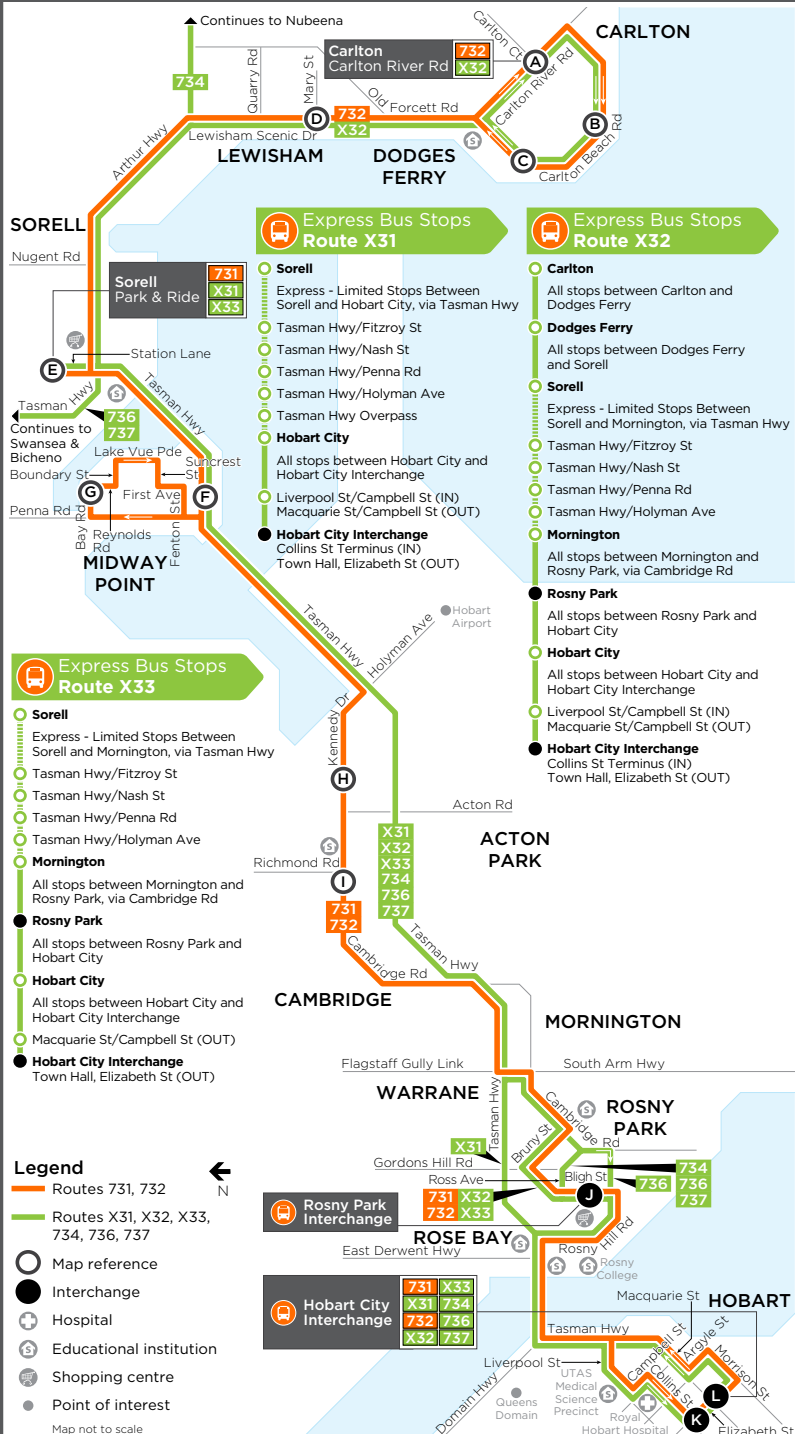 Continues to Nubeena
CARLTON
Carlton Ct
Carlton
Carlton River Rd
732
X32
A
Carlton River Rd
B
C
Carlton Beach Rd
734
Quarry Rd
Mary St
Old
Forcett Rd
D
732
X32
Arthur Hwy
Lewisham Scenic Dr
LEWISHAM
DODGES
FERRY
SORELL
Nugent Rd
Sorell
Park & Ride
731
X31
X33
Station Lane
E
Tasman Hwy
Tasman Hwy
736
737
Continues to
Swansea &
Bicheno
Lake Vue Pde
Boundary St
Suncrest
St
G
First Ave
F
Penna Rd
Bay Rd
Reynolds
Rd
Fenton St
MIDWAY
POINT
Express Bus Stops
Route X31
Sorell
Express - Limited Stops Between
Sorell and Hobart City, via Tasman Hwy
Tasman Hwy/Fitzroy St
Tasman Hwy/Nash St
Tasman Hwy/Penna Rd
Tasman Hwy/Holyman Ave
Tasman Hwy Overpass
Hobart City
All stops between Hobart City and
Hobart City Interchange
Liverpool St/Campbell St (IN)
Macquarie St/Campbell St (OUT)
Hobart City Interchange
Collins St Terminus (IN)
Town Hall, Elizabeth St (OUT)
Express Bus Stops
Route X32
Carlton
All stops between Carlton and
Dodges Ferry
Dodges Ferry
All stops between Dodges Ferry
and Sorell
Sorell
Express - Limited Stops Between
Sorell and Mornington, via Tasman Hwy
Tasman Hwy/Fitzroy St
Tasman Hwy/Nash St
Tasman Hwy/Penna Rd
Tasman Hwy/Holyman Ave
Mornington
All stops between Mornington and
Rosny Park, via Cambridge Rd
Rosny Park
All stops between Rosny Park and
Hobart City
Hobart City
All stops between Hobart City and
Hobart City Interchange
Liverpool St/Campbell St (IN)
Macquarie St/Campbell St (OUT)
Hobart City Interchange
Collins St Terminus (IN)
Town Hall, Elizabeth St (OUT)
Tasman Hwy
Holyman Ave
Hobart
Airport
Express Bus Stops
Route X33
Sorell
Express - Limited Stops Between
Sorell and Mornington, via Tasman Hwy
Tasman Hwy/Fitzroy St
Tasman Hwy/Nash St
Tasman Hwy/Penna Rd
Tasman Hwy/Holyman Ave
Mornington
All stops between Mornington and
Rosny Park, via Cambridge Rd
Rosny Park
All stops between Rosny Park and
Hobart City
Hobart City
All stops between Hobart City and
Hobart City Interchange
Macquarie St/Campbell St (OUT)
Hobart City Interchange
Town Hall, Elizabeth St (OUT)
Kennedy Dr
H
Acton Rd
ACTON
PARK
X31
X32
X33
734
736
737
Richmond Rd
I
731
732
Cambridge Rd
Tasman Hwy
CAMBRIDGE
MORNINGTON
Flagstaff Gully Link
South Arm Hwy
WARRANE
Tasman Hwy
Cambridge Rd
ROSNY
PARK
Bruny St
X31
Gordons Hill Rd
Ross Ave
Bligh St
734
736
737
736
731
X32
732
X33
J
Rosny Park
Interchange
ROSE BAY
East Derwent Hwy
Rosny Hill Rd
Rosny
College
Hobart City
Interchange
731
X33
X31
734
732
736
X32
737
Macquarie St
HOBART
Tasman Hwy
Campbell St
Argyle St
Morrison St
Liverpool St
Collins St
UTAS
Medical
Science
Precinct
Royal
Hobart Hospital
L
K
Elizabeth St
Domain Hwy
Queens
Domain
Legend
N
Routes 731, 732
Routes X31, X32, X33,
734, 736, 737
Map reference
Interchange
Hospital
Educational institution
Shopping centre
Point of interest
Map not to scale